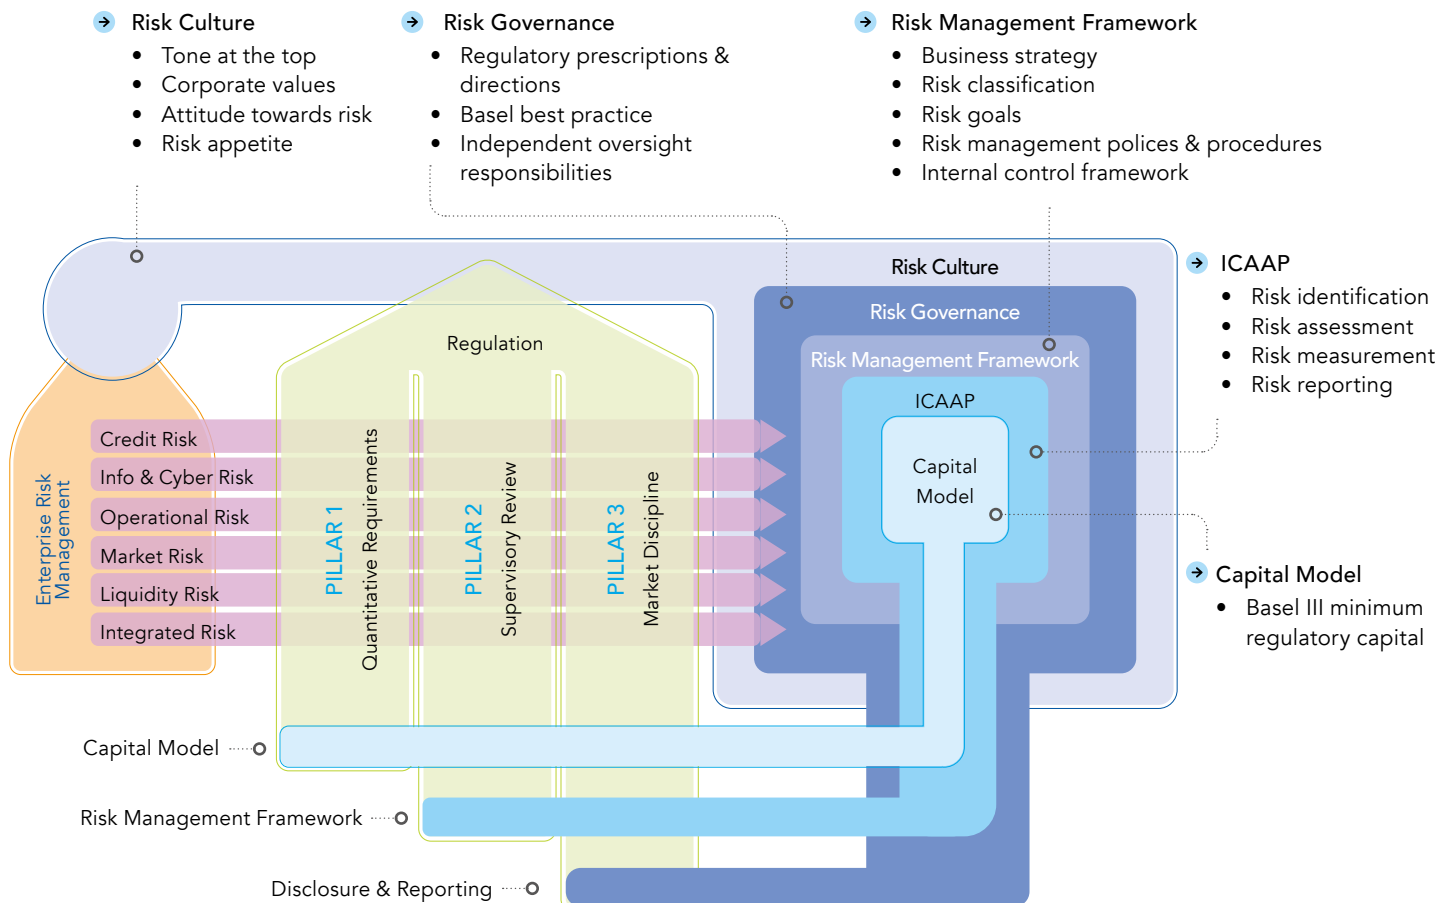 Risk Culture
• Tone at the top
• Corporate values
• Attitude towards risk
• Risk appetite
Risk Governance
• Regulatory prescriptions &
directions
• Basel best practice
• Independent oversight
responsibilities
Risk Management Framework
• Business strategy
• Risk classification
• Risk goals
• Risk management polices & procedures
• Internal control framework
ICAAP
• Risk identification
• Risk assessment
• Risk measurement
• Risk reporting
Capital Model
• Basel III minimum
regulatory capital
Risk Culture
Risk Governance
Risk Management Framework
ICAAP
Capital
Model
Regulation
Enterprise Risk
Management
Credit Risk
Info & Cyber Risk
Operational Risk
Market Risk
Liquidity Risk
Integrated Risk
PILLAR 1
Quantitative Requirements
PILLAR 2
Supervisory Review
PILLAR 3
Market Discipline
Capital Model
Risk Management Framework
Disclosure & Reporting